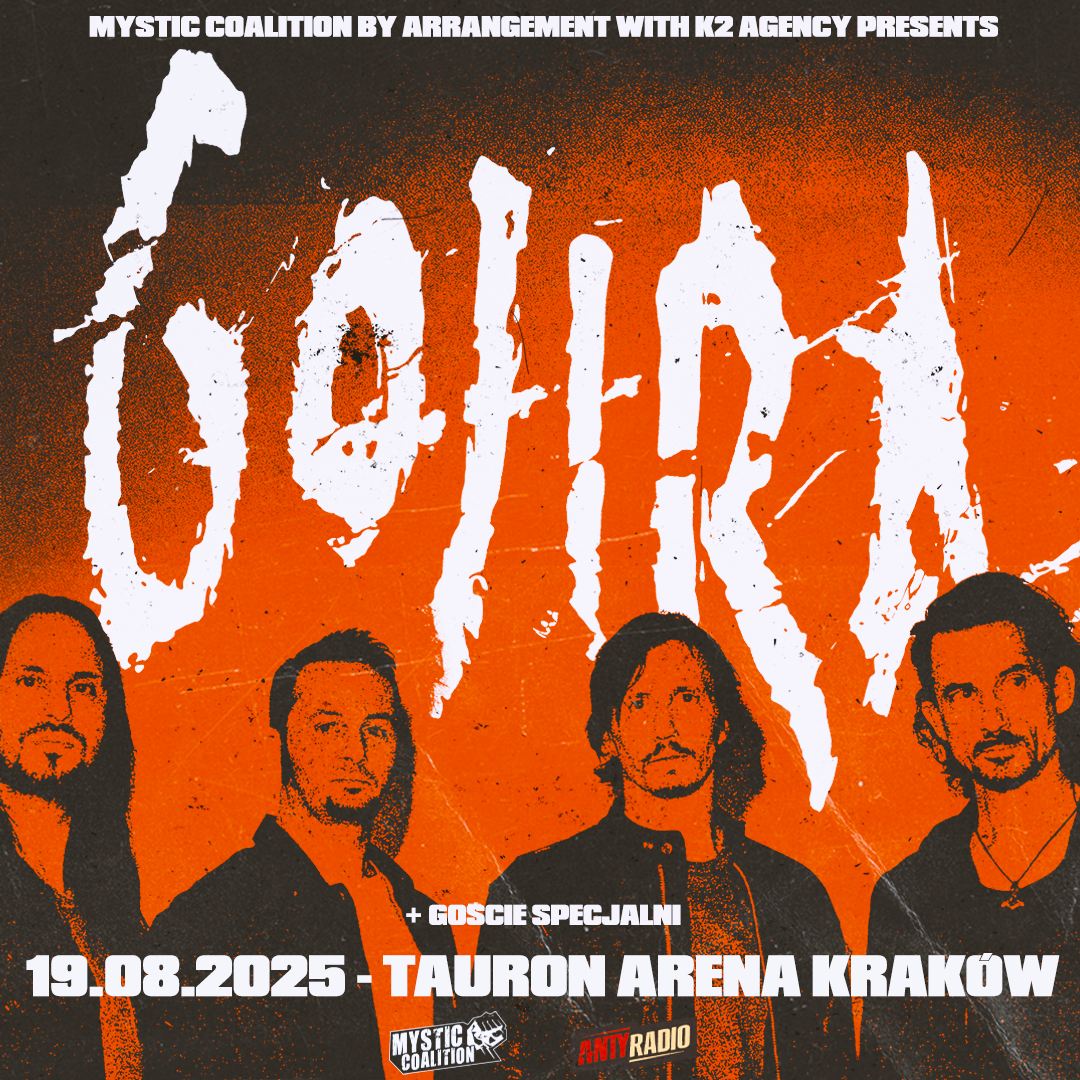 MYSTIC COALITION BY ARRANGEMENT WITH K2 AGENCY PRESENTS
GOJIRA
+ GOŚCIE SPECJALNI
19.08.2025 - TAURON ARENA KRAKÓW
MYSTIC COALITION
ANTYRADIO